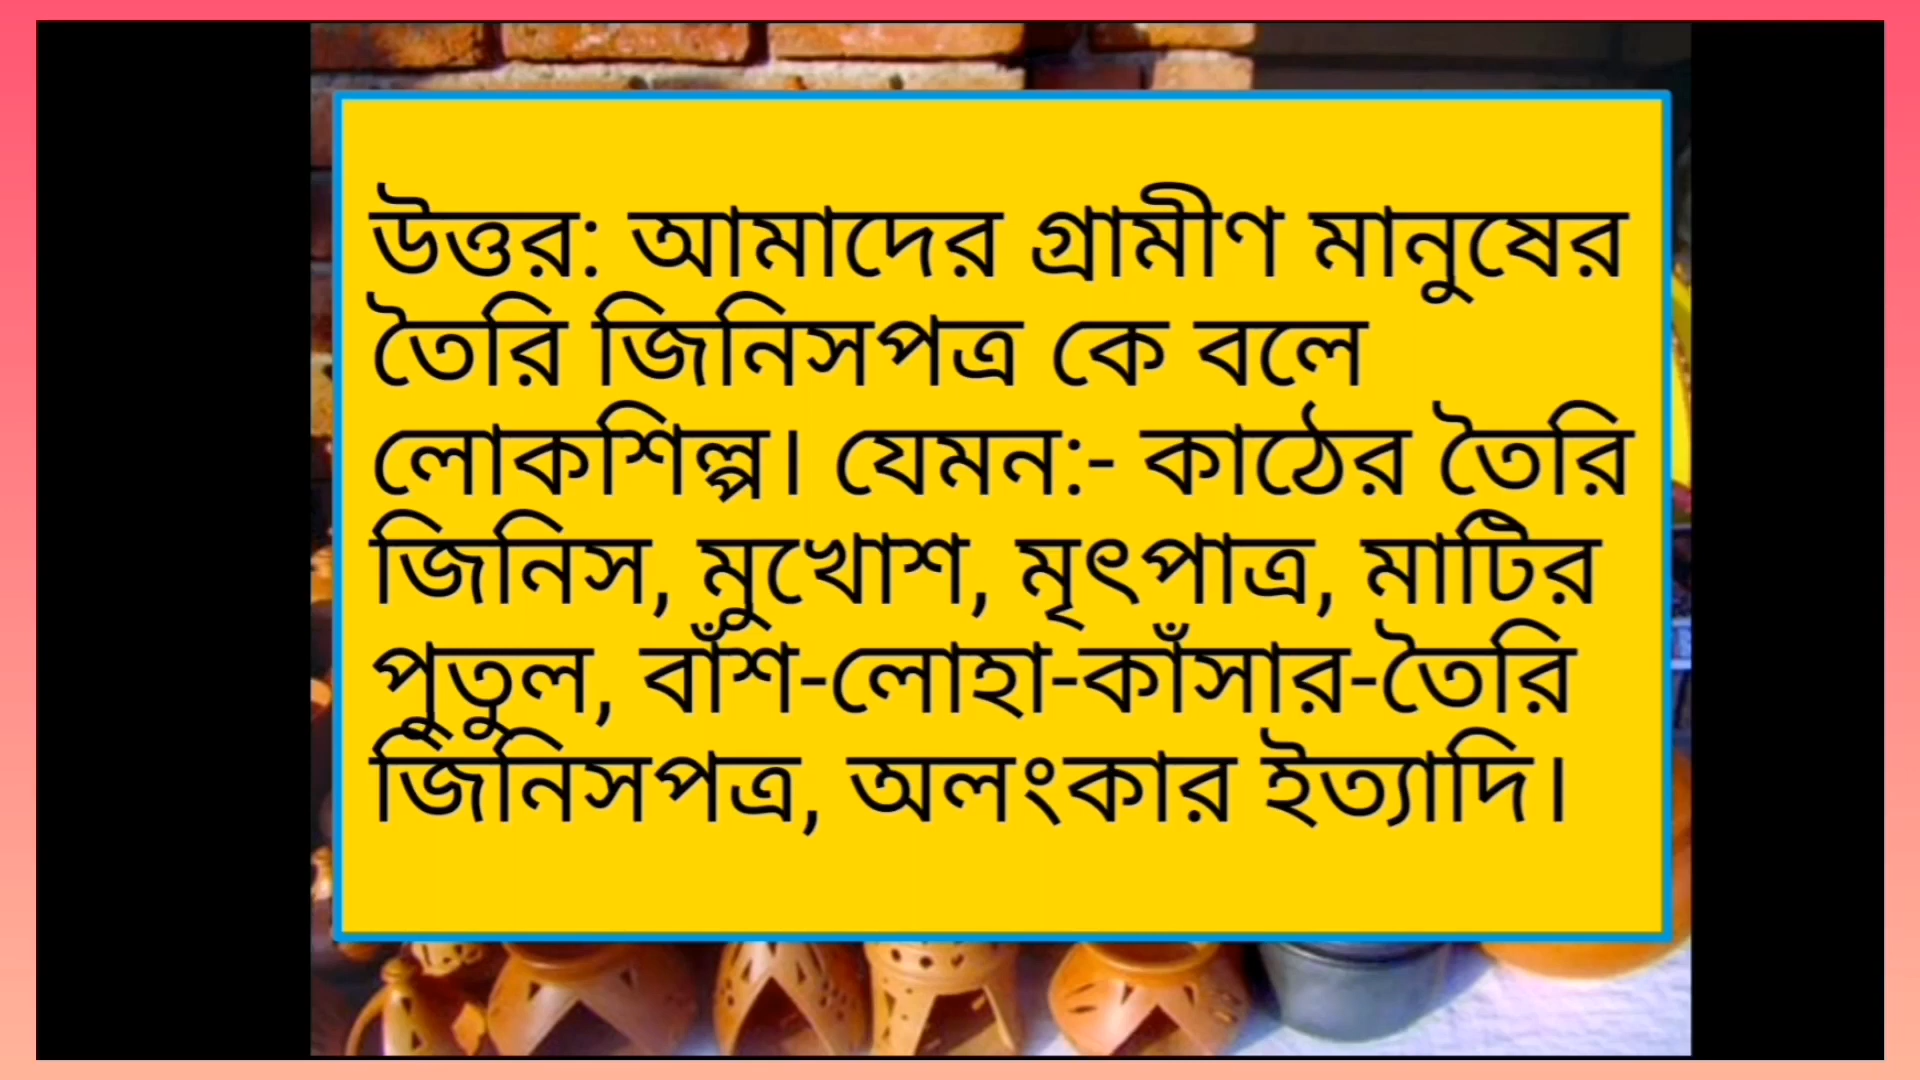 উত্তর: আমাদের গ্রামীণ মানুষের
তৈরি জিনিসপত্র কে বলে
লোকশিল্প। যেমন:- কাঠের তৈরি
জিনিস, মুখোশ, মৃৎপাত্র, মাটির
পুতুল, বাঁশ-লোহা-কাঁসার-তৈরি
জিনিসপত্র, অলংকার ইত্যাদি।